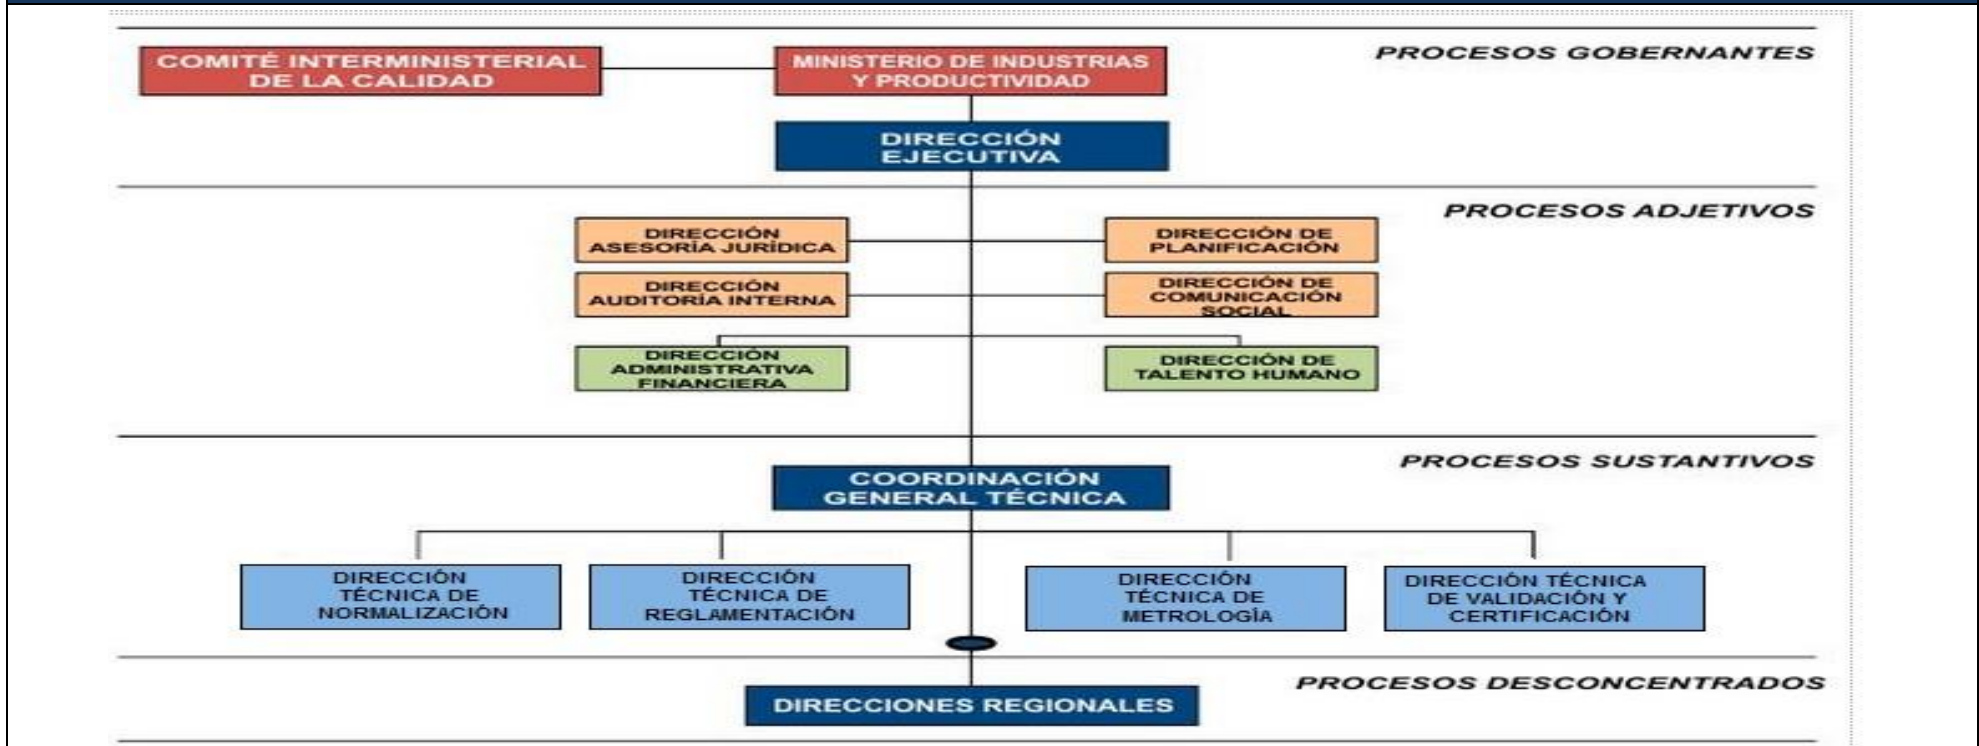 PROCESOS GOBERNANTES
COMITÉ INTERMINISTERIAL
DE LA CALIDAD
MINISTERIO DE INDUSTRIAS
Y PRODUCTIVIDAD
DIRECCIÓN
EJECUTIVA
PROCESOS ADJETIVOS
DIRECCIÓN
ASESORÍA JURÍDICA
DIRECCIÓN DE
PLANIFICACIÓN
DIRECCIÓN
AUDITORÍA INTERNA
DIRECCIÓN DE
COMUNICACIÓN
SOCIAL
DIRECCIÓN
ADMINISTRATIVA
FINANCIERA
DIRECCIÓN DE
TALENTO HUMANO
PROCESOS SUSTANTIVOS
COORDINACIÓN
GENERAL TÉCNICA
DIRECCIÓN
TÉCNICA DE
NORMALIZACIÓN
DIRECCIÓN
TÉCNICA DE
REGLAMENTACIÓN
DIRECCIÓN
TÉCNICA DE
METROLOGÍA
DIRECCIÓN TÉCNICA
DE VALIDACIÓN Y
CERTIFICACIÓN
PROCESOS DESCONCENTRADOS
DIRECCIONES REGIONALES